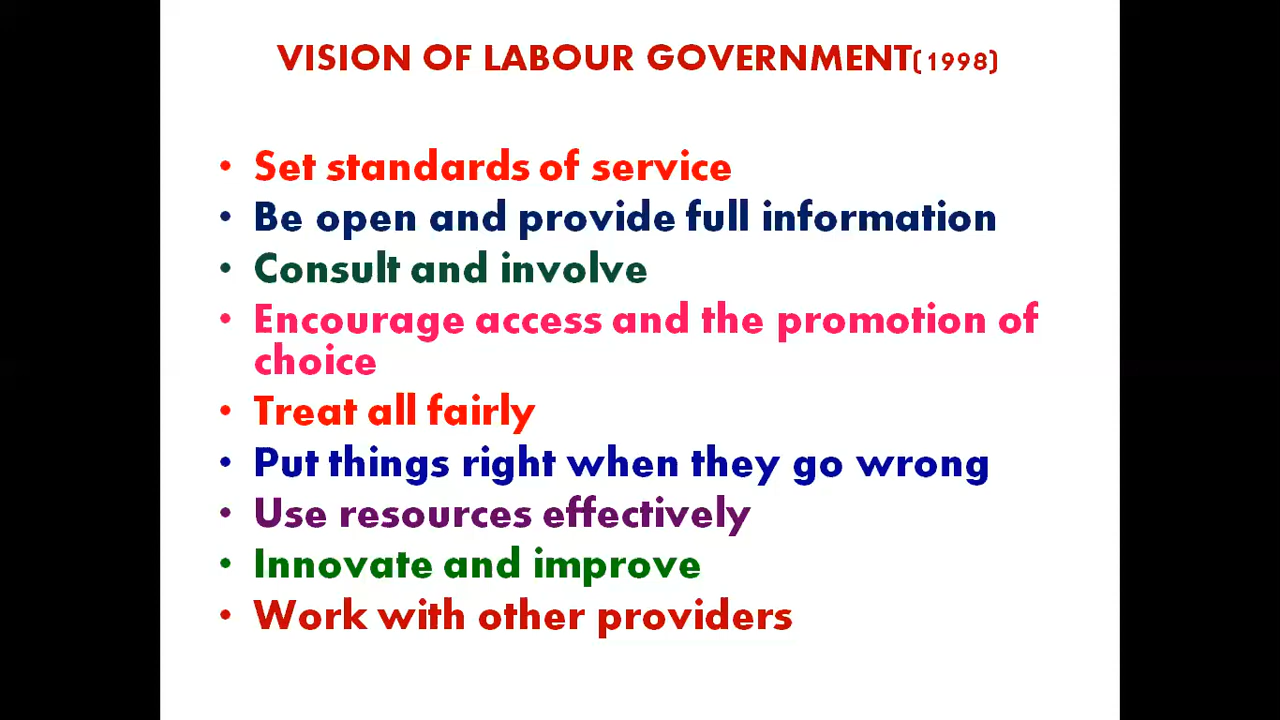 VISION OF LABOUR GOVERNMENT(1998)
• Set standards of service
• Be open and provide full information
• Consult and involve
• Encourage access and the promotion of
choice
• Treat all fairly
• Put things right when they go wrong
• Use resources effectively
• Innovate and improve
• Work with other providers